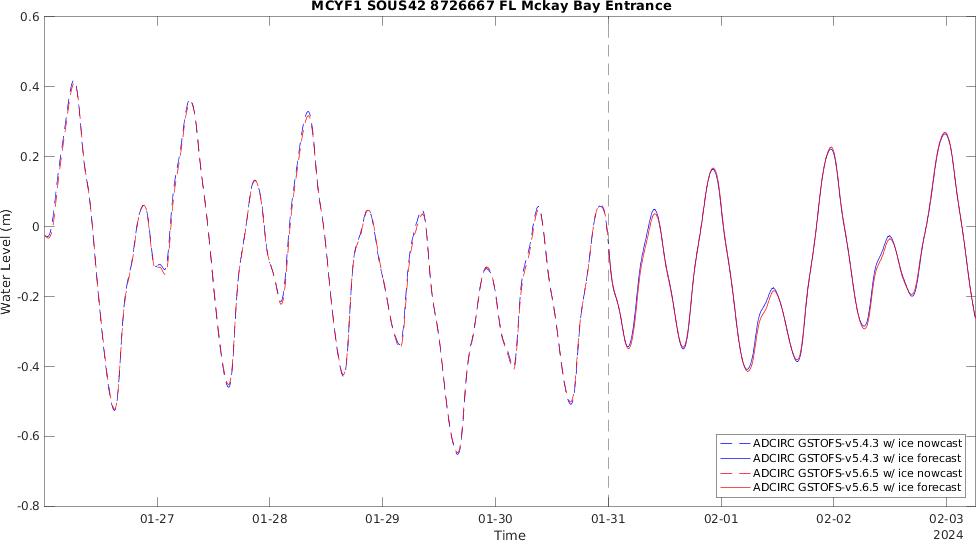 MCYF1 SOUS42 8726667 FL Mckay Bay Entrance
0.6
0.4
0.2
0
-0.2
-0.4
-0.6
-0.8
Water Level (m)
ADCIRC GSTOFS-v5.4.3 w/ ice nowcast
ADCIRC GSTOFS-v5.4.3 w/ ice forecast
ADCIRC GSTOFS-v5.6.5 w/ ice nowcast
ADCIRC GSTOFS-v5.6.5 w/ ice forecast
01-27 01-28 01-29 01-30 01-31 02-01 02-02 02-03
Time 2024